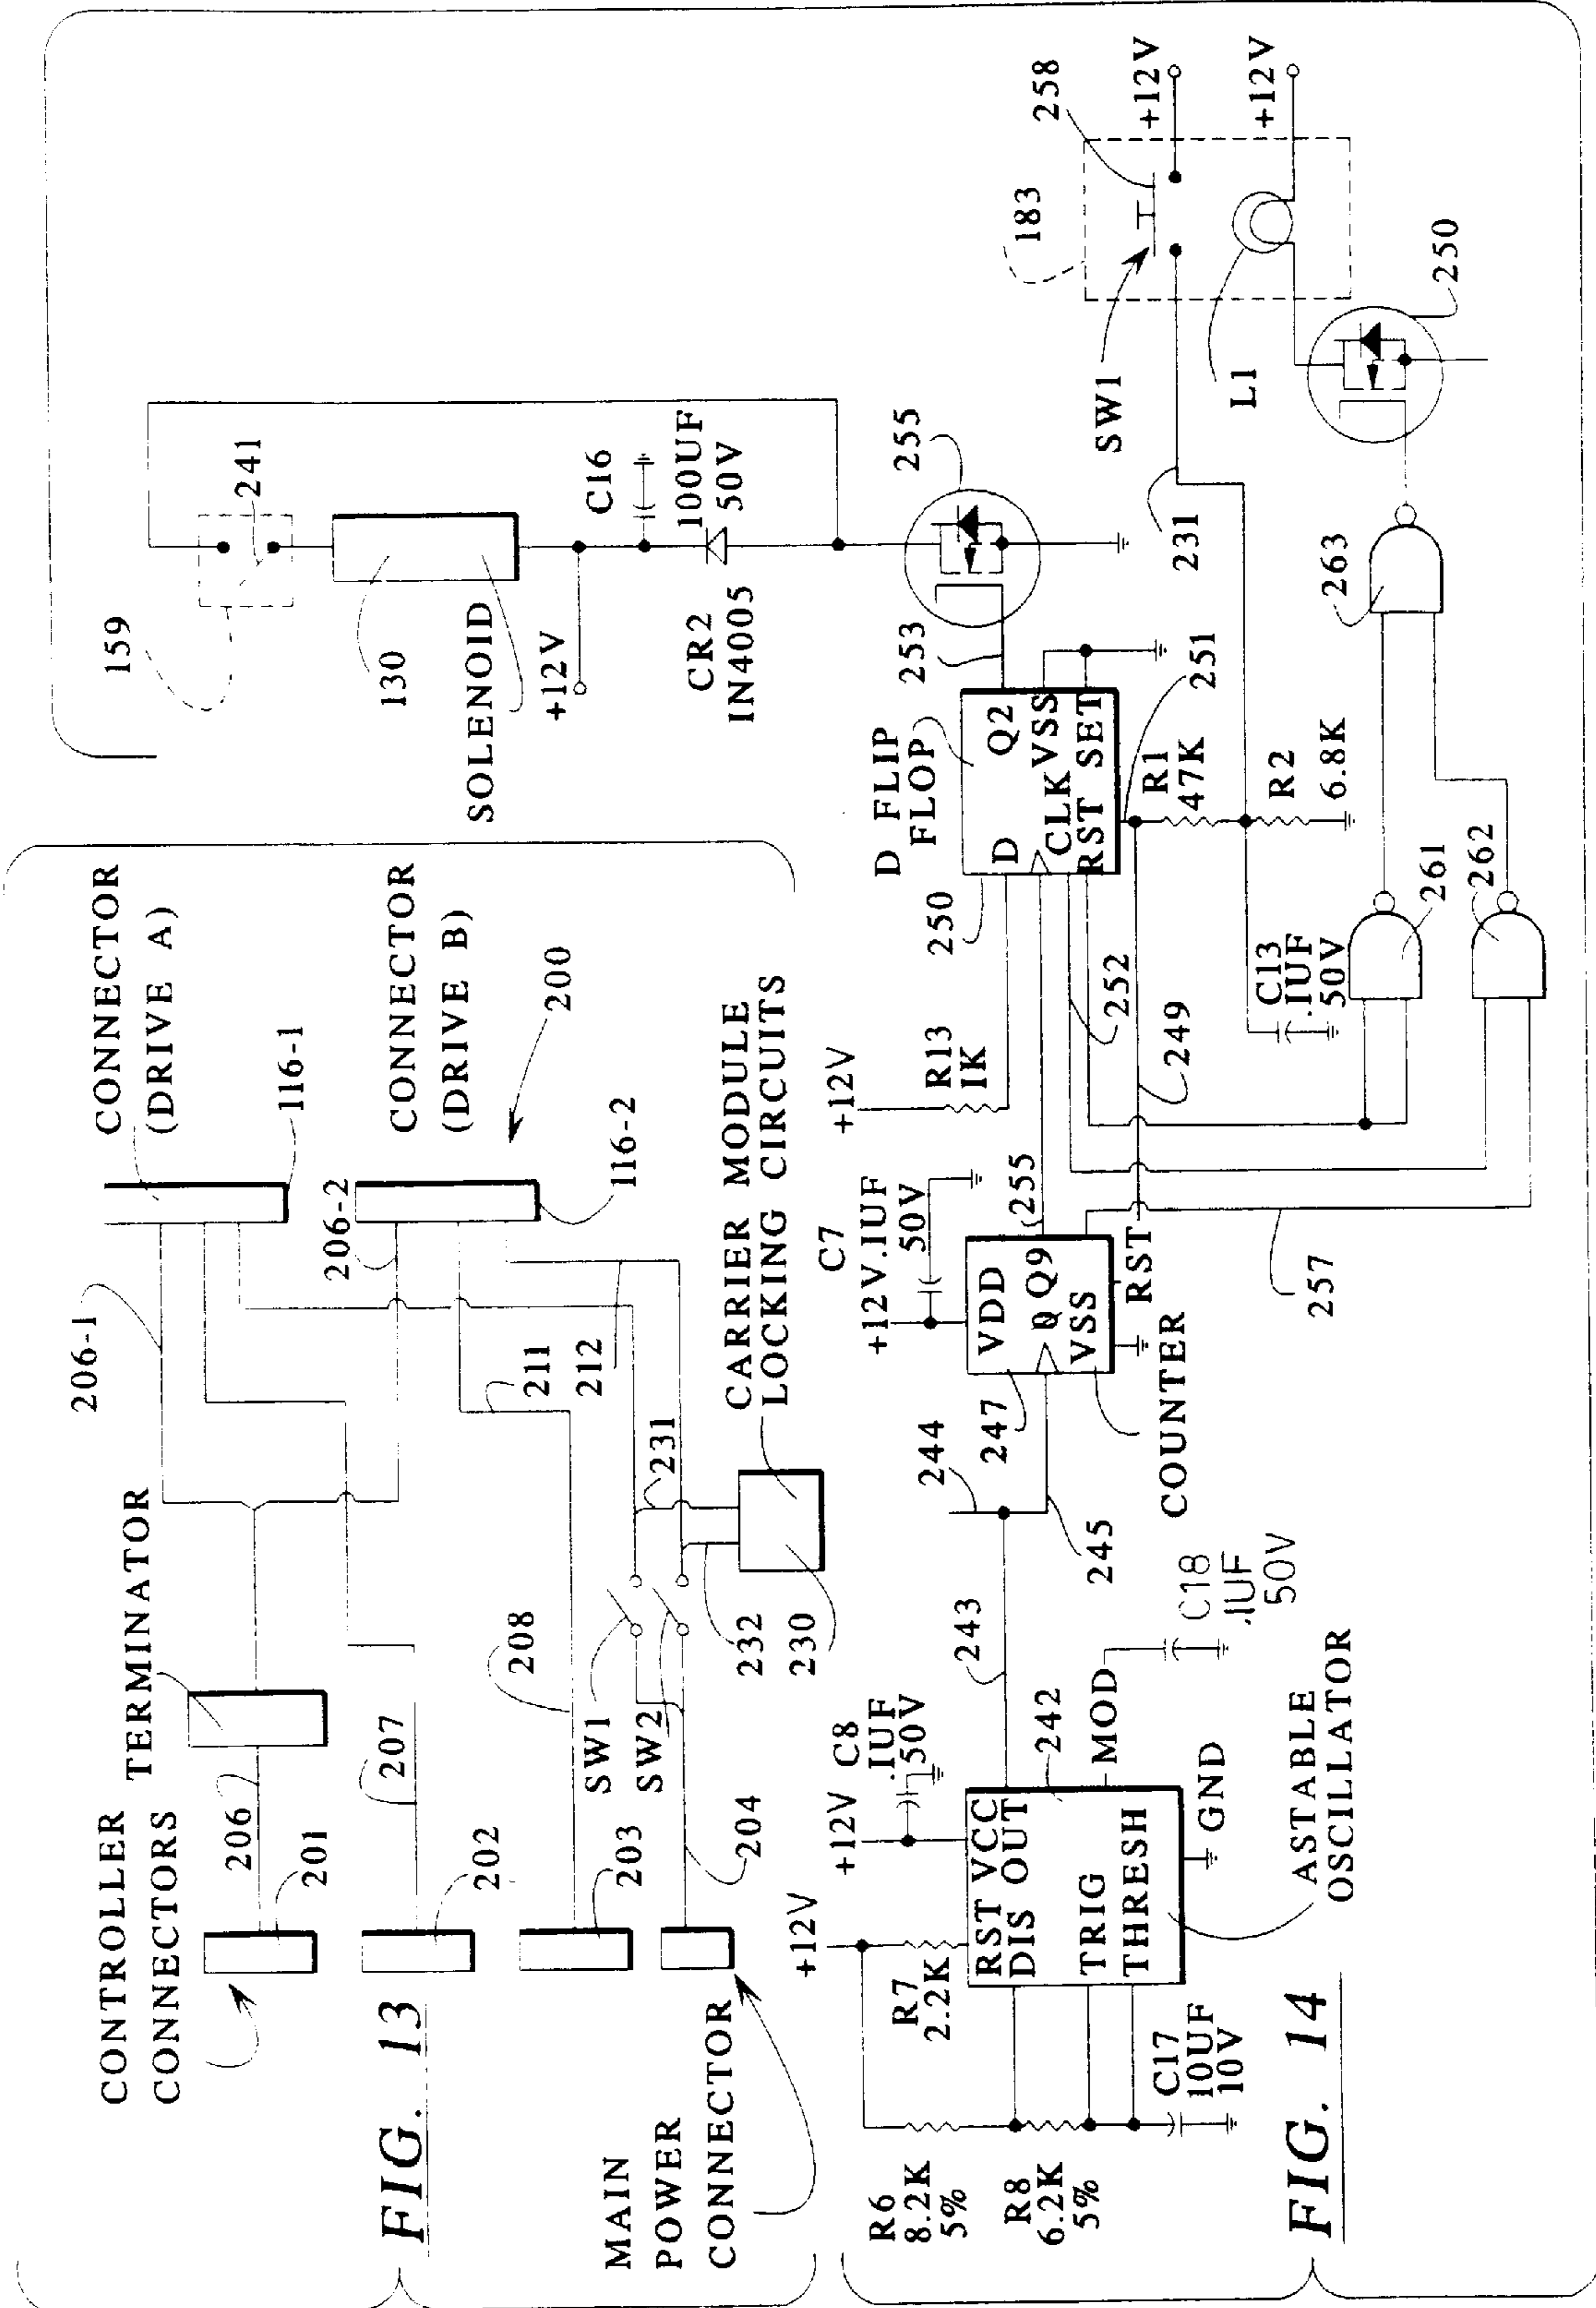 CONTROLLER
CONNECTORS
TERMINATOR
206
201
206-1
CONNECTOR
(DRIVE A)
116-1
207
202
206-2
CONNECTOR
(DRIVE B)
200
116-2
208
203
211
212
SW1
SW2
231
204
232
230
CARRIER MODULE
LOCKING CIRCUITS
MAIN
POWER
CONNECTOR
FIG. 13
159
241
130
SOLENOID
+12V
C16
100UF
50V
CR2
IN4005
+12V
+12V
C8
.1UF
50V
R7
2.2K
R6
8.2K
5%
R8
6.2K
5%
RST VCC
DIS OUT
TRIG
THRESH
242
MOD
C18
.1UF
50V
GND
C17
10UF
10V
ASTABLE
OSCILLATOR
243
244
245
247
COUNTER
C7
+12V .1UF
50V
VDD
Q9
VSS
RST
255
257
+12V
R13
1K
252
249
D FLIP
FLOP
250
D
Q2
CLK VSS
RST SET
253
255
251
R1
47K
R2
6.8K
C13
.1UF
50V
261
262
263
231
SW1
L1
183
258
+12V
+12V
250
FIG. 14